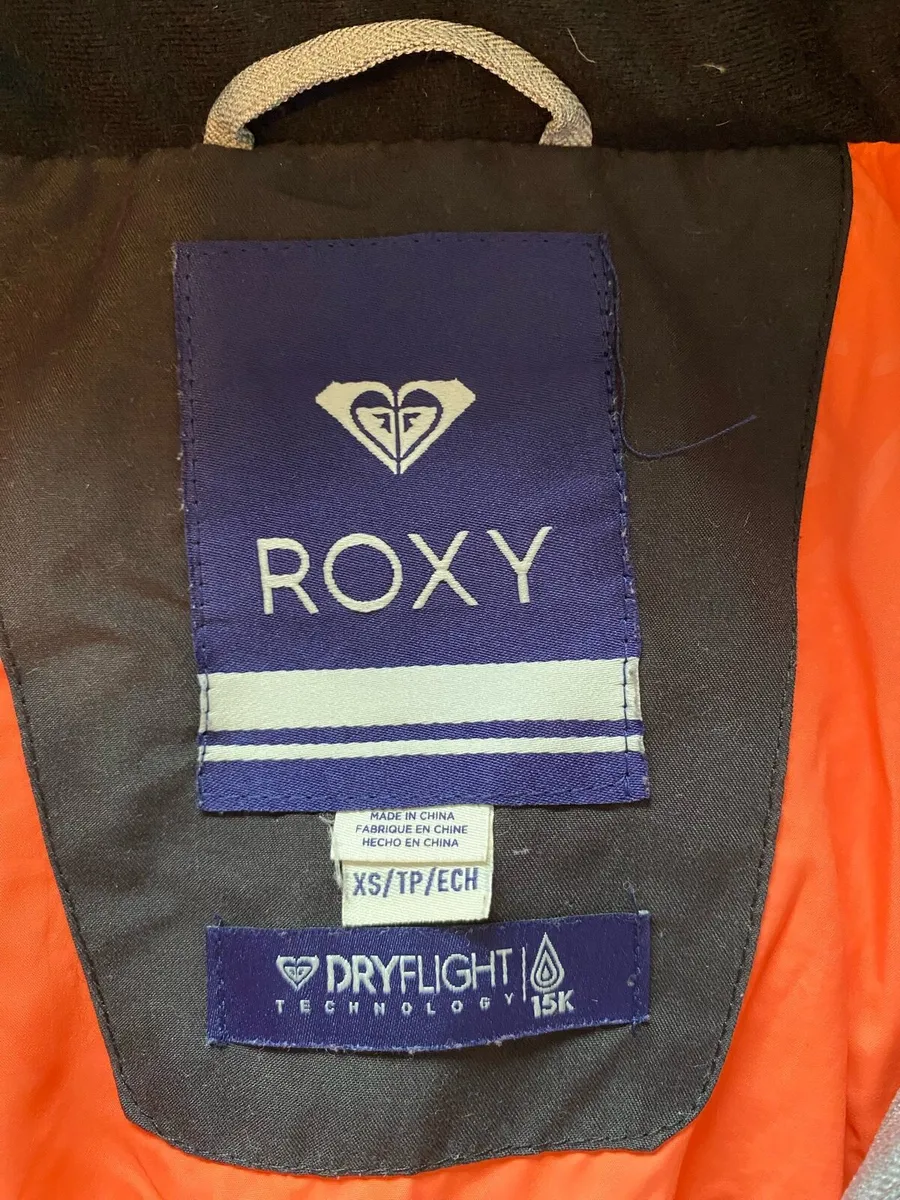 ROXY
MADE IN CHINA
FABRIQUE EN CHINE
HECHO EN CHINA
XS/TP/ECH
DRYFLIGHT
TECHNOLOGY
15K